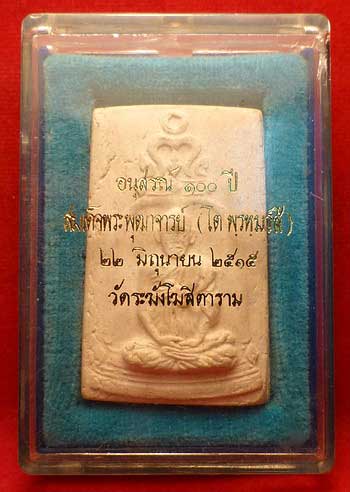 อนุสรณ์ ๑๐๐ ปี
สมเด็จพระพุฒาจารย์ (โต พฺรหฺมรํสี)
๒๒ มิถุนายน ๒๕๑๕
วัดระฆังโฆสิตาราม